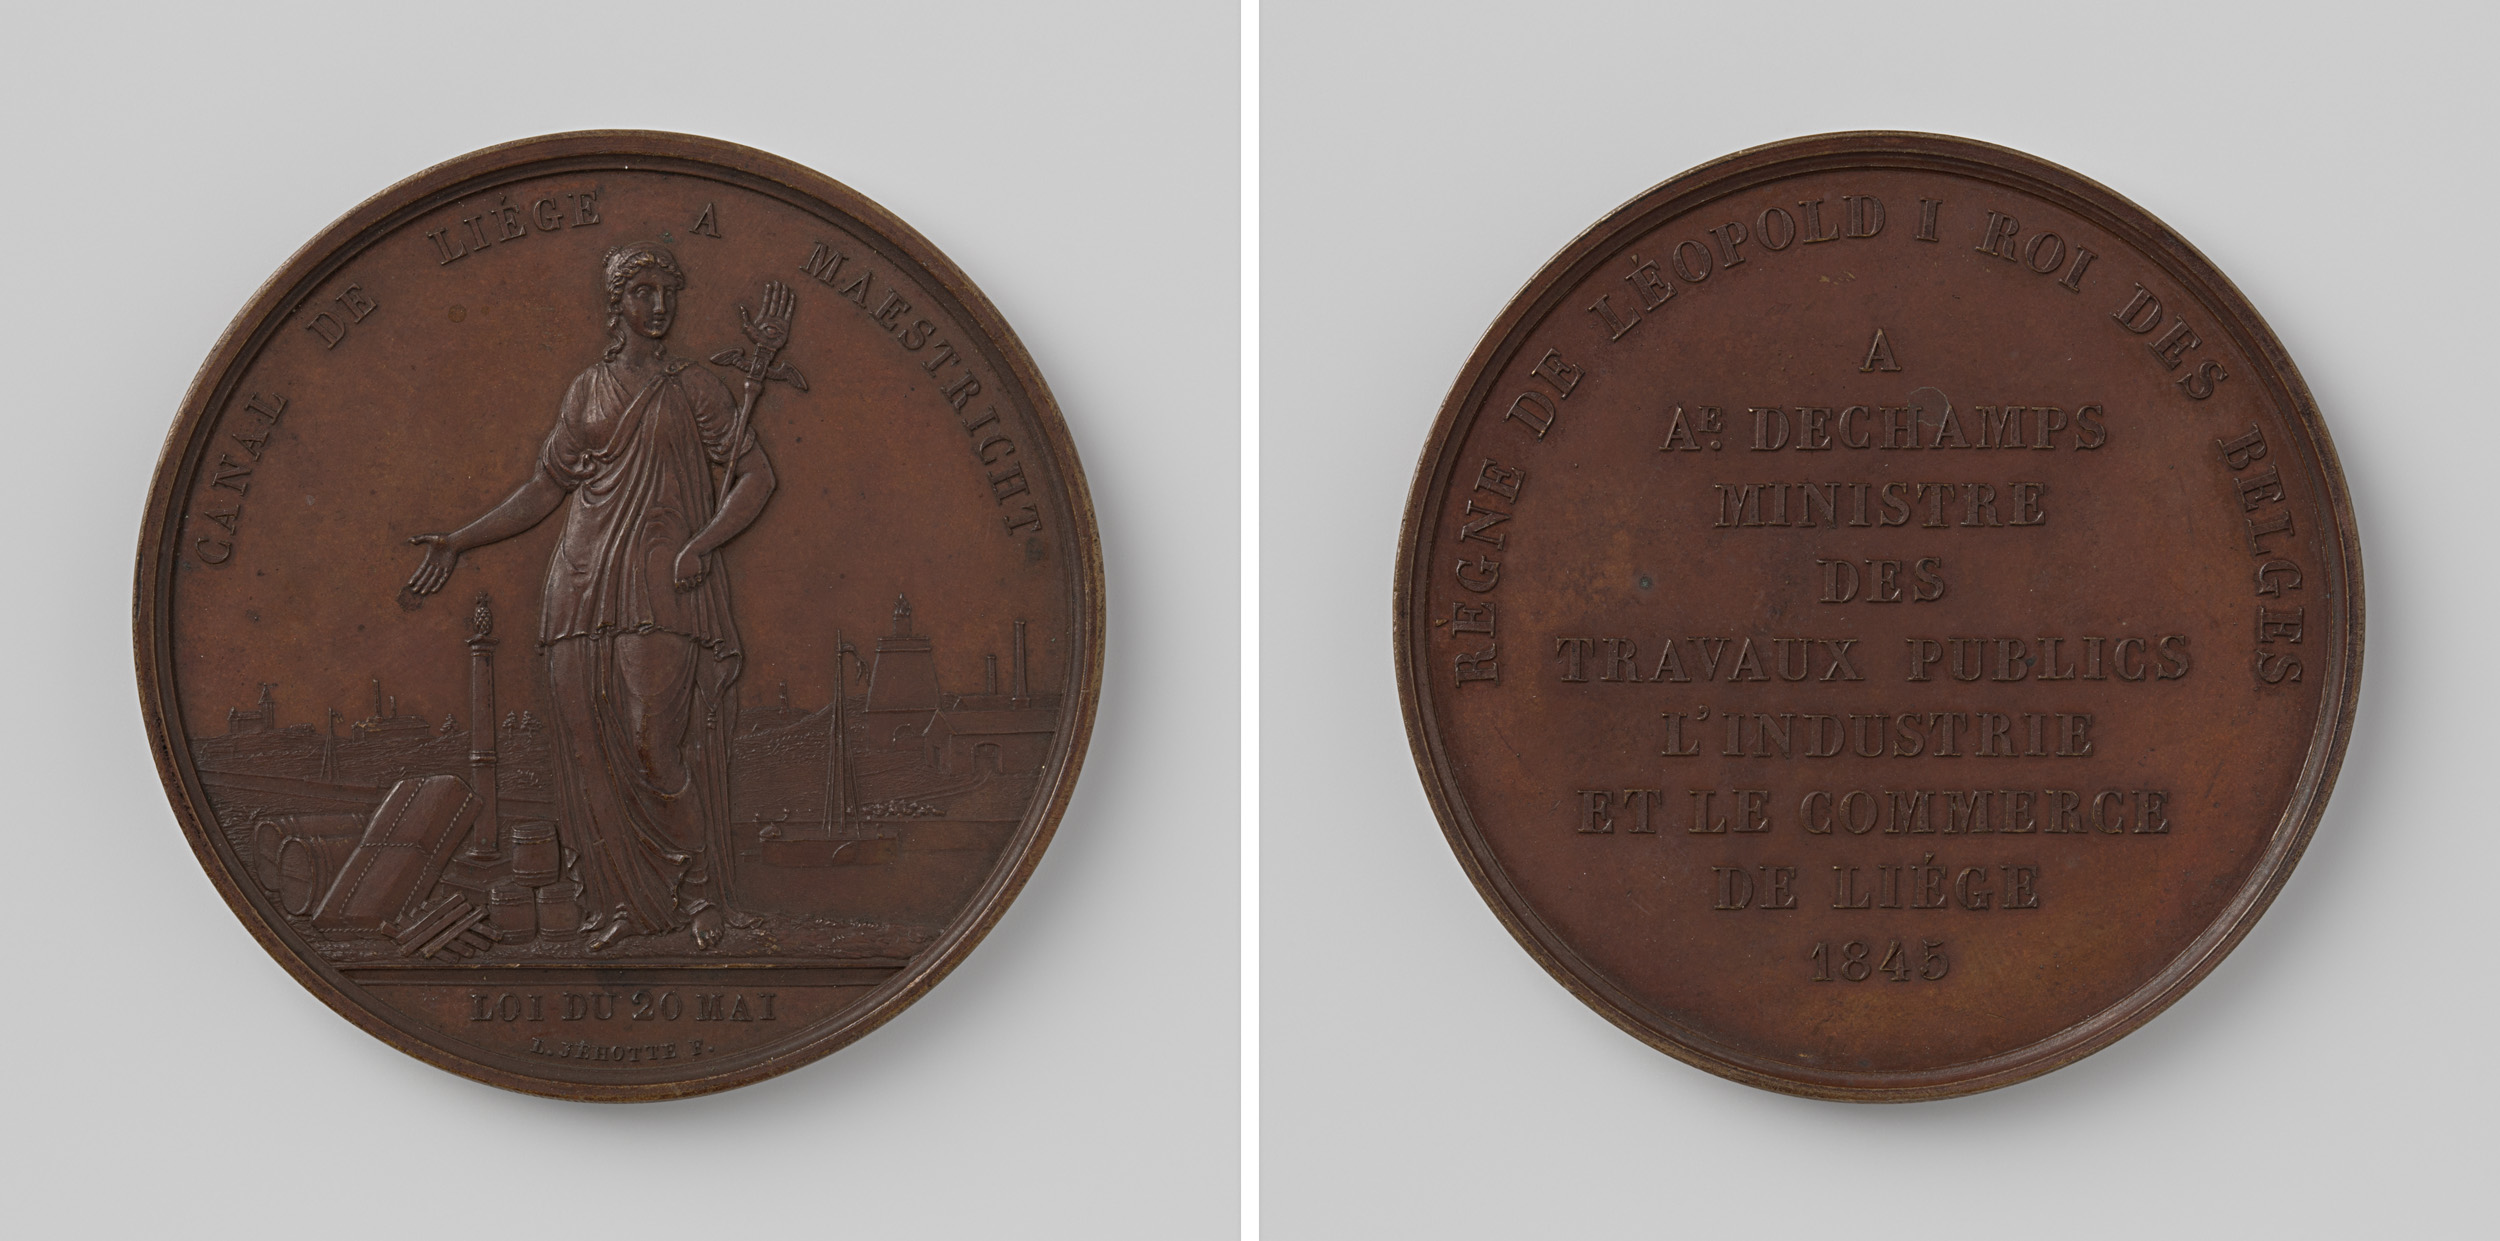 CANAL DE LIÉGE A MAESTRICHT
LOI DU 20 MAI
L. JÉHOTTE F.
RÈGNE DE LÉOPOLD I ROI DES BELGES
A
AE. DECHAMPS
MINISTRE
DES
TRAVAUX PUBLICS
L'INDUSTRIE
ET LE COMMERCE
DE LIÉGE
1845